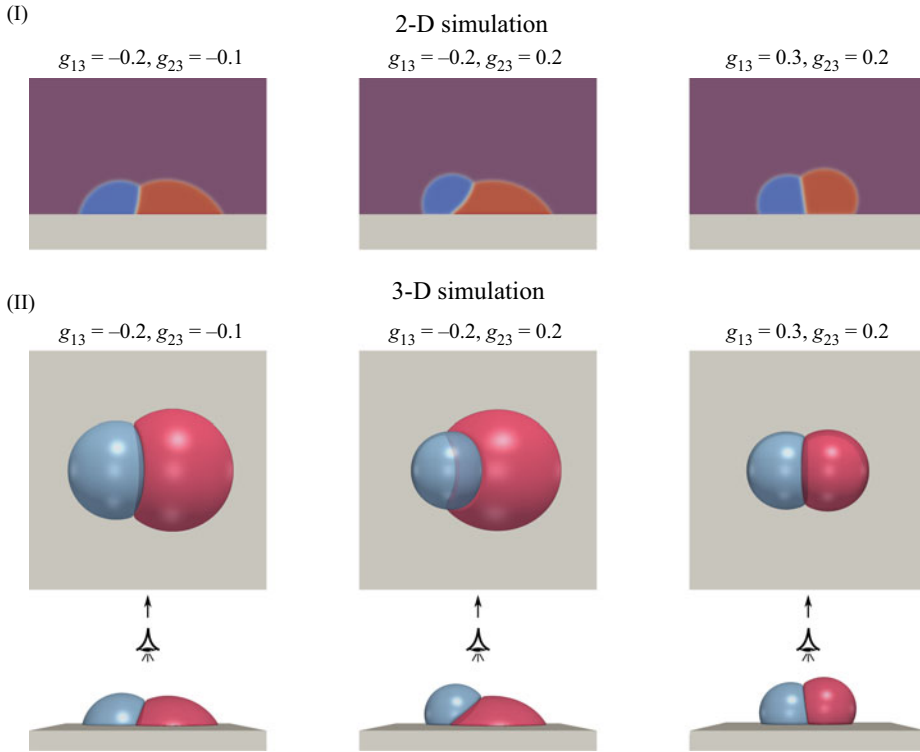 (I)
2-D simulation
g13 = –0.2, g23 = –0.1
g13 = –0.2, g23 = 0.2
g13 = 0.3, g23 = 0.2
(II)
3-D simulation
g13 = –0.2, g23 = –0.1
g13 = –0.2, g23 = 0.2
g13 = 0.3, g23 = 0.2